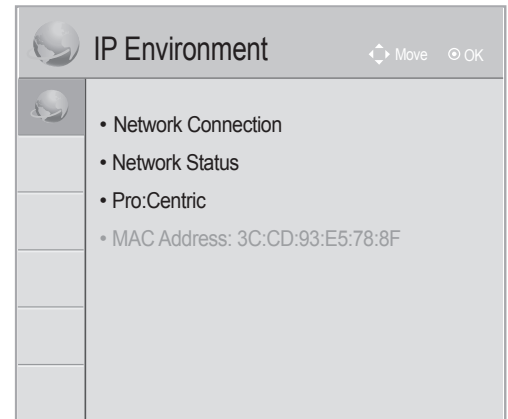 IP Environment
Move OK
• Network Connection
• Network Status
• Pro:Centric
• MAC Address: 3C:CD:93:E5:78:8F